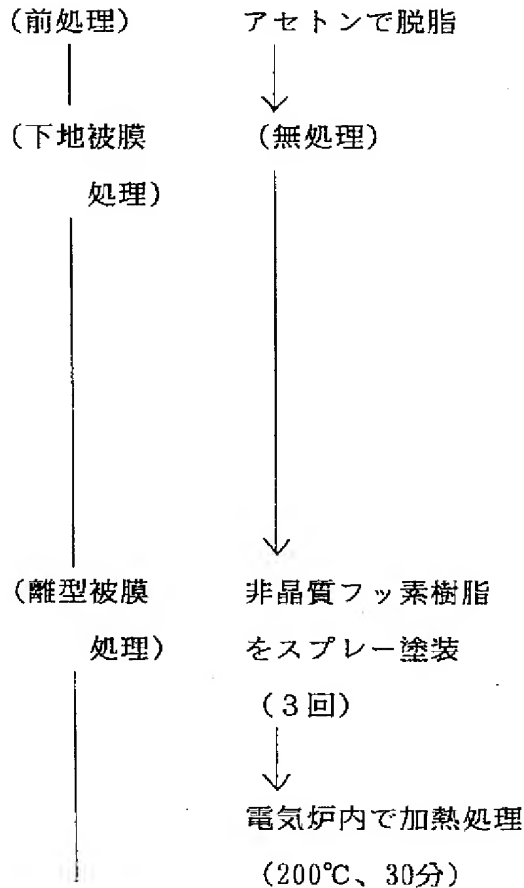 (前処理) アセトンで脱脂
(下地被膜 (無処理)
処理)
(離型被膜 非晶質フッ素樹脂
処理) をスプレー塗装
(3回)
電気炉内で加熱処理
(200℃、30分)